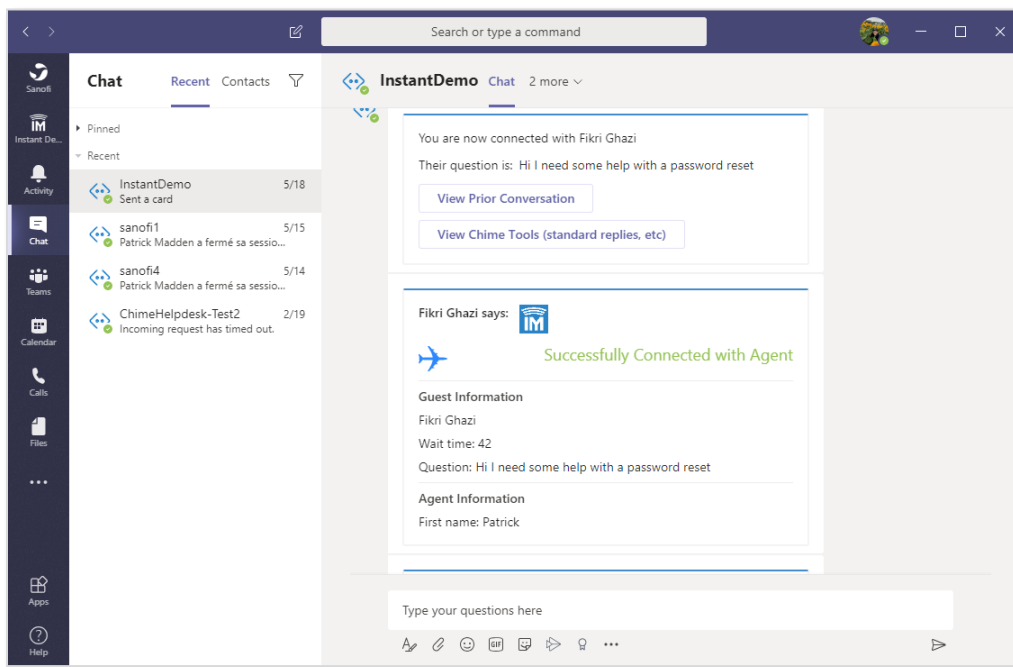 Search or type a command
Sanofi
IM
Instant De...
Activity
Chat
Teams
Calendar
Calls
Files
Apps
Help
Chat
Recent
Contacts
Pinned
Recent
InstantDemo
5/18
Sent a card
sanofi1
5/15
Patrick Madden a fermé sa sessio...
sanofi4
5/14
Patrick Madden a fermé sa sessio...
ChimeHelpdesk-Test2
2/19
Incoming request has timed out.
InstantDemo
Chat
2 more
You are now connected with Fikri Ghazi
Their question is: Hi I need some help with a password reset
View Prior Conversation
View Chime Tools (standard replies, etc)
Fikri Ghazi says:
IM
Successfully Connected with Agent
Guest Information
Fikri Ghazi
Wait time: 42
Question: Hi I need some help with a password reset
Agent Information
First name: Patrick
Type your questions here
GIF